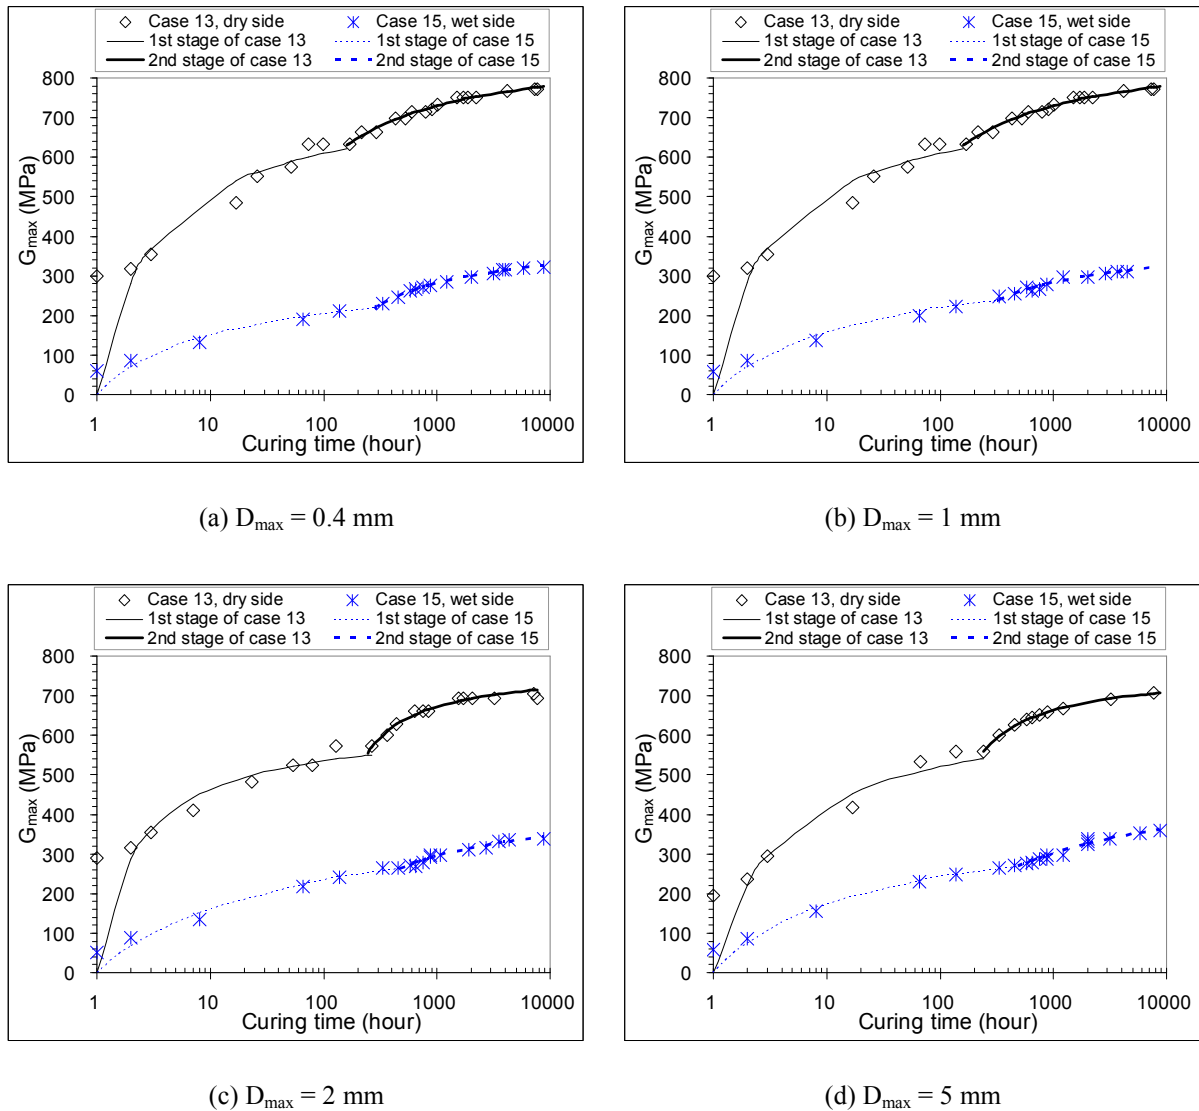 Case 13, dry side Case 15, wet side
1st stage of case 13 1st stage of case 15
2nd stage of case 13 2nd stage of case 15
800
700
600
500
400
300
200
100
0
Gmax (MPa)
1 10 100 1000 10000
Curing time (hour)
(a) Dmax = 0.4 mm
Case 13, dry side Case 15, wet side
1st stage of case 13 1st stage of case 15
2nd stage of case 13 2nd stage of case 15
800
700
600
500
400
300
200
100
0
Gmax (MPa)
1 10 100 1000 10000
Curing time (hour)
(b) Dmax = 1 mm
Case 13, dry side Case 15, wet side
1st stage of case 13 1st stage of case 15
2nd stage of case 13 2nd stage of case 15
800
700
600
500
400
300
200
100
0
Gmax (MPa)
1 10 100 1000 10000
Curing time (hour)
(c) Dmax = 2 mm
Case 13, dry side Case 15, wet side
1st stage of case 13 1st stage of case 15
2nd stage of case 13 2nd stage of case 15
800
700
600
500
400
300
200
100
0
Gmax (MPa)
1 10 100 1000 10000
Curing time (hour)
(d) Dmax = 5 mm